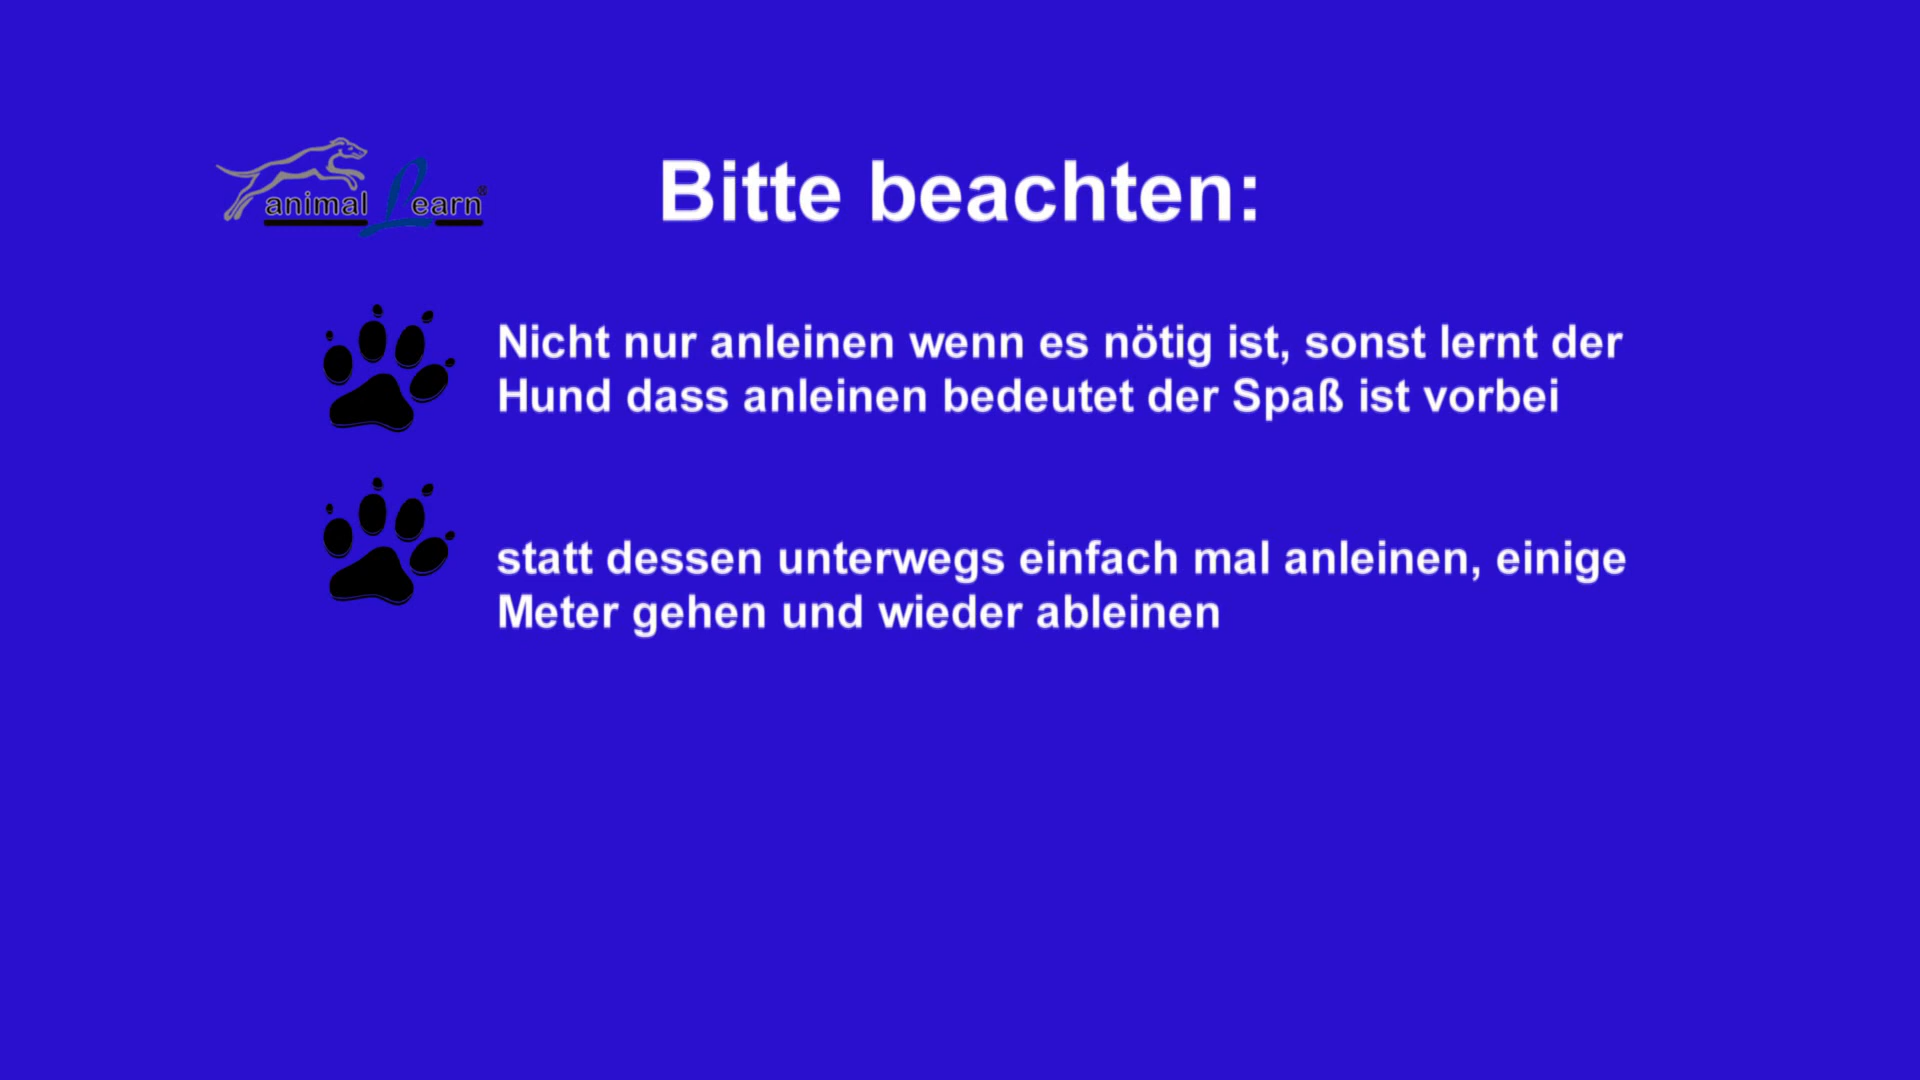 animal Learn®
Bitte beachten:
Nicht nur anleinen wenn es nötig ist, sonst lernt der
Hund dass anleinen bedeutet der Spaß ist vorbei
statt dessen unterwegs einfach mal anleinen, einige
Meter gehen und wieder ableinen